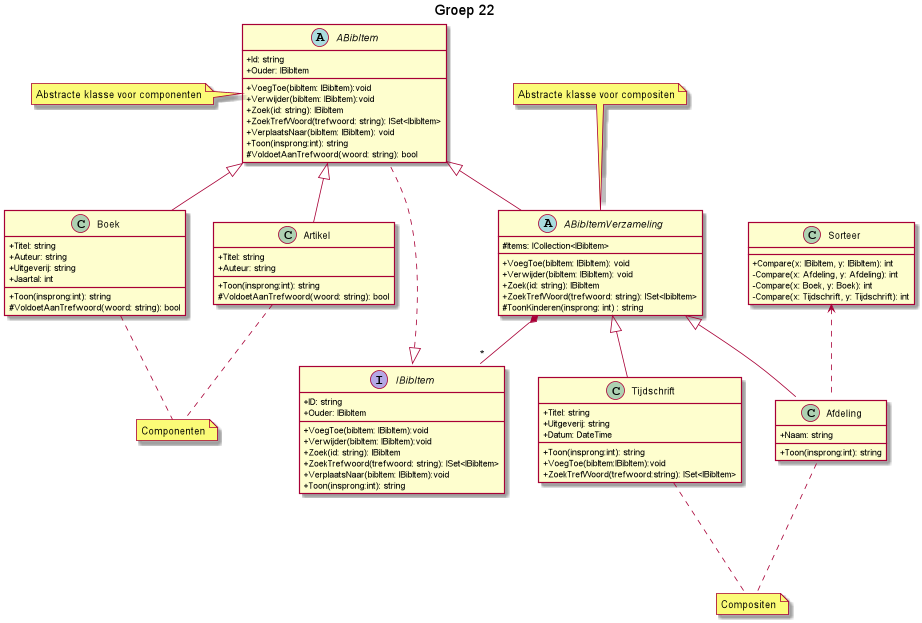 Groep 22
A ABibItem
+Id: string
+Ouder: IBibItem
+VoegToe(bibItem: IBibItem):void
+Verwijder(bibItem: IBibItem):void
+Zoek(id: string): IBibItem
+ZoekTrefWoord(trefwoord: string): ISet<IbibItem>
+VerplaatsNaar(bibItem: IBibItem): void
+Toon(insprong:int): string
#VoldoetAanTrefwoord(woord: string): bool
Abstracte klasse voor componenten
Abstracte klasse voor compositen
C Boek
+Titel: string
+Auteur: string
+Uitgeverij: string
+Jaartal: int
+Toon(insprong:int): string
#VoldoetAanTrefwoord(woord: string): bool
C Artikel
+Titel: string
+Auteur: string
+Toon(insprong:int): string
#VoldoetAanTrefwoord(woord: string): bool
A ABibItemVerzameling
#Items: ICollection<IBibItem>
+VoegToe(bibItem: IBibItem): void
+Verwijder(bibItem: IBibItem): void
+Zoek(id: string): IBibItem
+ZoekTrefWoord(trefwoord: string): ISet<IbibItem>
#ToonKinderen(insprong: int) : string
C Sorteer
+Compare(x: IBibItem, y: IBibItem): int
-Compare(x: Afdeling, y: Afdeling): int
-Compare(x: Boek, y: Boek): int
-Compare(x: Tijdschrift, y: Tijdschrift): int
*
I IBibItem
+ID: string
+Ouder: IBibItem
+VoegToe(bibItem: IBibItem):void
+Verwijder(bibItem: IBibItem):void
+Zoek(id: string): IBibItem
+ZoekTrefwoord(trefwoord: string): ISet<IBibItem>
+VerplaatsNaar(bibItem: IBibItem):void
+Toon(insprong:int): string
C Tijdschrift
+Titel: string
+Uitgeverij: string
+Datum: DateTime
+Toon(insprong:int): string
+VoegToe(bibItem:IBibItem):void
+ZoekTrefWoord(trefwoord:string): ISet<IBibItem>
C Afdeling
+Naam: string
+Toon(insprong:int): string
Componenten
Compositen